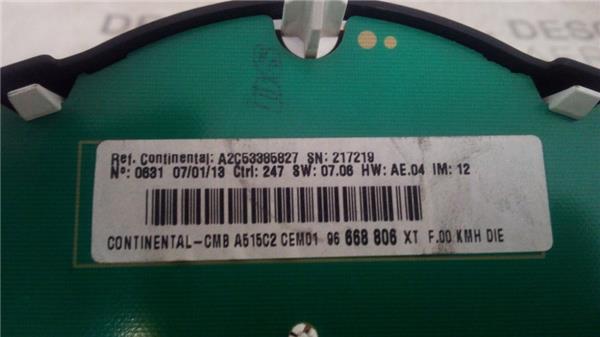 Ref. Continental: A2C53385827 SN: 217219
Nº: 0631 07/01/13 Ctrl: 247 SW: 07.06 HW: AE.04 IM: 12
CONTINENTAL-CMB A515C2 CEM01 96 668 806 XT F.00 KMH DIE